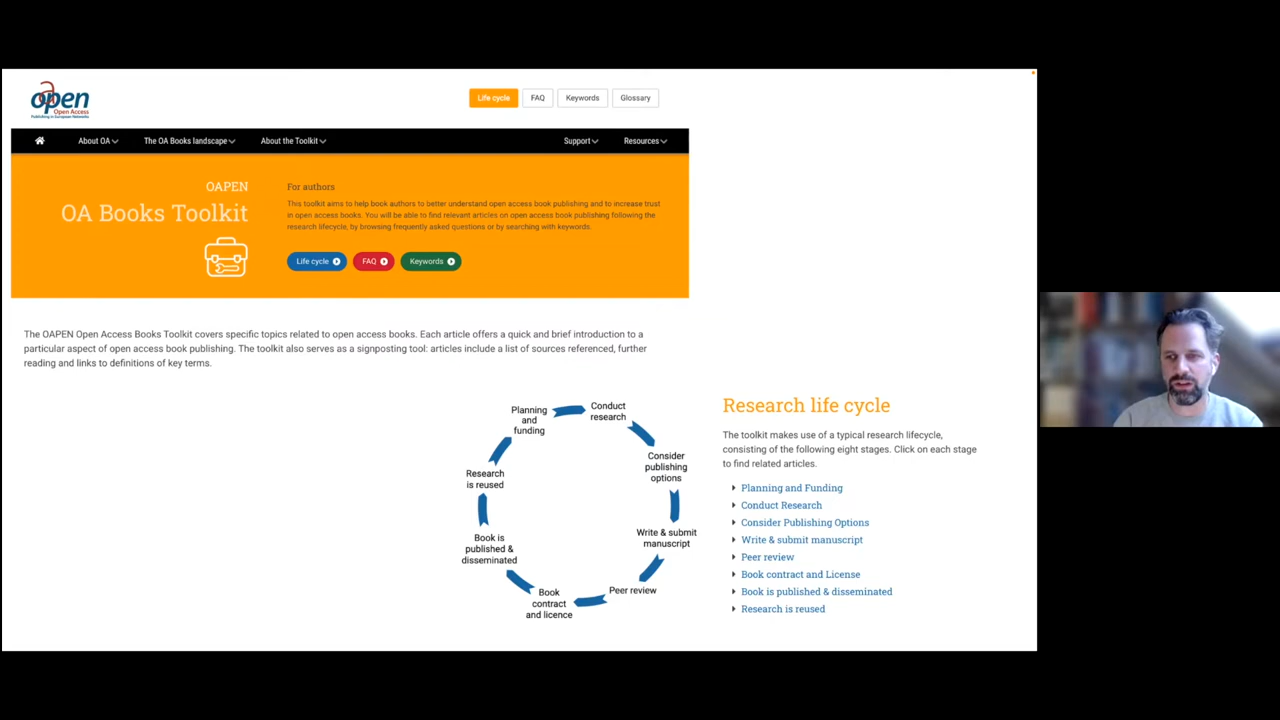 open
Open Access
Publishing in European Networks
Life cycle
FAQ
Keywords
Glossary
About OA
The OA Books landscape
About the Toolkit
Support
Resources
OAPEN
OA Books Toolkit
For authors
This toolkit aims to help book authors to better understand open access book publishing and to increase trust
in open access books. You will be able to find relevant articles on open access book publishing following the
research lifecycle, by browsing frequently asked questions or by searching with keywords.
Life cycle
FAQ
Keywords
The OAPEN Open Access Books Toolkit covers specific topics related to open access books. Each article offers a quick and brief introduction to a
particular aspect of open access book publishing. The toolkit also serves as a signposting tool: articles include a list of sources referenced, further
reading and links to definitions of key terms.
Planning
and
funding
Conduct
research
Consider
publishing
options
Write & submit
manuscript
Peer review
Book
contract
and licence
Book is
published &
disseminated
Research
is reused
Research life cycle
The toolkit makes use of a typical research lifecycle,
consisting of the following eight stages. Click on each stage
to find related articles.
Planning and Funding
Conduct Research
Consider Publishing Options
Write & submit manuscript
Peer review
Book contract and License
Book is published & disseminated
Research is reused